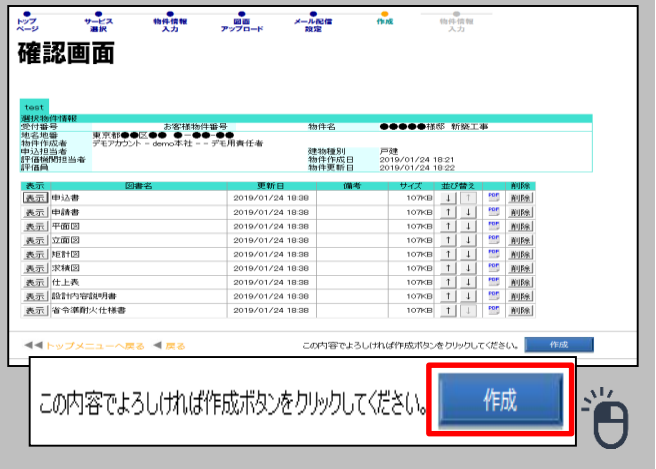 トップ
ページ
サービス
選択
物件情報
入力
図面
アップロード
メール配信
設定
作成
物件情報
入力
確認画面
test
選択物件情報
受付番号 お客様物件番号 物件名 ●●●●●様邸 新築工事
地名地番 東京都●●区●● ●-●●-●●
物件作成者 デモアカウント - demo本社 - - デモ用責任者
申込担当者 建物種別 戸建
評価機関担当者 物件作成日 2019/01/24 18:21
評価員 物件更新日 2019/01/24 18:22
表示 図書名 更新日 備考 サイズ 並び替え 削除
表示 申込書 2019/01/24 18:38 107KB ↓ ↑ PDF 削除
表示 申請書 2019/01/24 18:38 107KB ↑ ↓ PDF 削除
表示 平面図 2019/01/24 18:38 107KB ↑ ↓ PDF 削除
表示 立面図 2019/01/24 18:38 107KB ↑ ↓ PDF 削除
表示 矩計図 2019/01/24 18:38 107KB ↑ ↓ PDF 削除
表示 求積図 2019/01/24 18:38 107KB ↑ ↓ PDF 削除
表示 仕上表 2019/01/24 18:38 107KB ↑ ↓ PDF 削除
表示 設計内容説明書 2019/01/24 18:38 107KB ↑ ↓ PDF 削除
表示 省令準耐火仕様書 2019/01/24 18:38 107KB ↑ ↓ PDF 削除
◀◀トップメニューへ戻る ◀戻る この内容でよろしければ作成ボタンをクリックしてください。 作成
この内容でよろしければ作成ボタンをクリックしてください。 作成